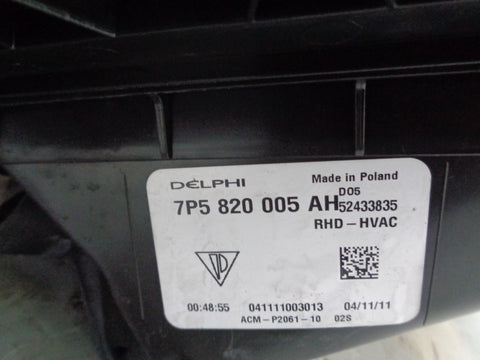 DELPHI
Made in Poland
D05
7P5 820 005 AH 52433835
RHD-HVAC
00:48:55 041111003013 04/11/11
ACM-P2061-10 02S